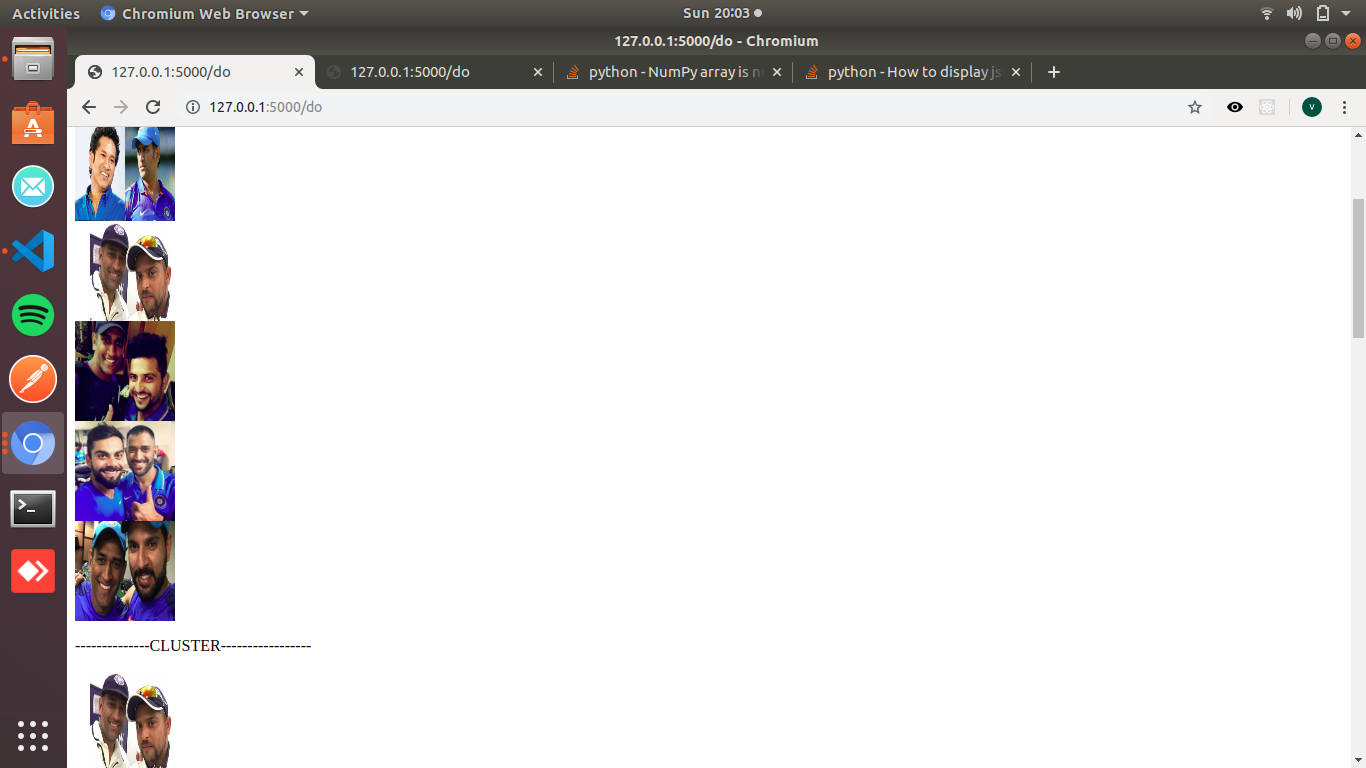 Activities
Chromium Web Browser
Sun 20:03
127.0.0.1:5000/do - Chromium
127.0.0.1:5000/do
127.0.0.1:5000/do
python - NumPy array is n
python - How to display js
127.0.0.1:5000/do
V
--------------CLUSTER-----------------